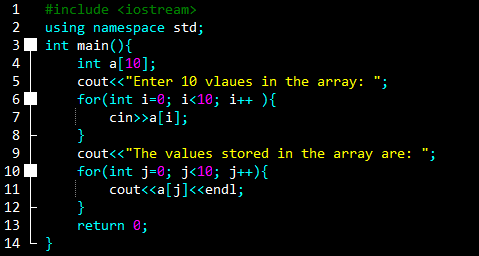 1 #include <iostream>
2 using namespace std;
3 int main(){
4     int a[10];
5     cout<<"Enter 10 vlaues in the array: ";
6     for(int i=0; i<10; i++ ){
7         cin>>a[i];
8     }
9     cout<<"The values stored in the array are: ";
10     for(int j=0; j<10; j++){
11         cout<<a[j]<<endl;
12     }
13     return 0;
14 }